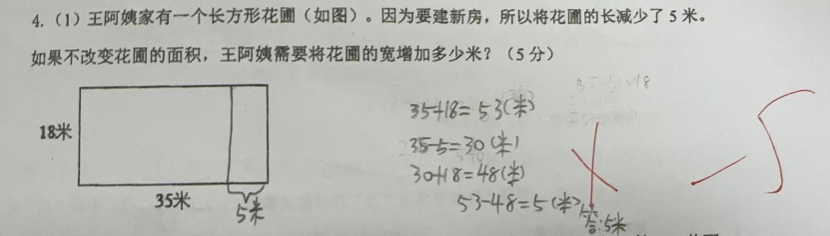 4.（1）王阿姨家有一个长方形花圃（如图）。因为要建新房，所以将花圃的长减少了 5 米。
如果不改变花圃的面积，王阿姨需要将花圃的宽增加多少米？（5 分）
18米
35米
5米
35+18=53(米)
35-5=30(米)
30+18=48(米)
53-48=5(米)
答:5米
-5